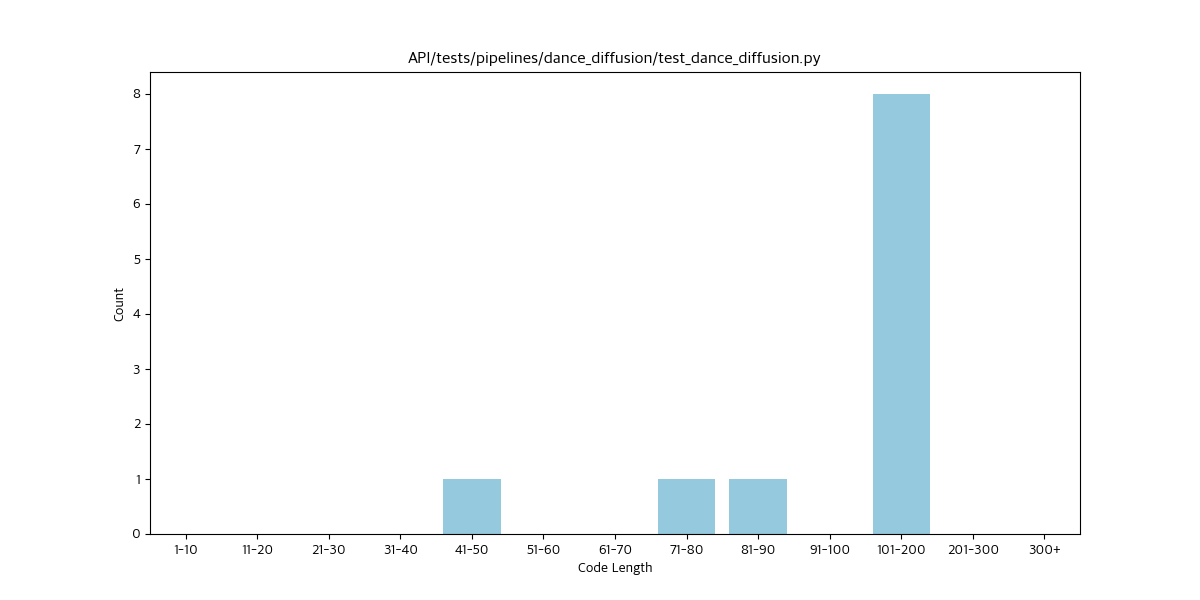 API/tests/pipelines/dance_diffusion/test_dance_diffusion.py
8
7
6
5
4
3
2
1
0
Count
1-10 11-20 21-30 31-40 41-50 51-60 61-70 71-80 81-90 91-100 101-200 201-300 300+
Code Length